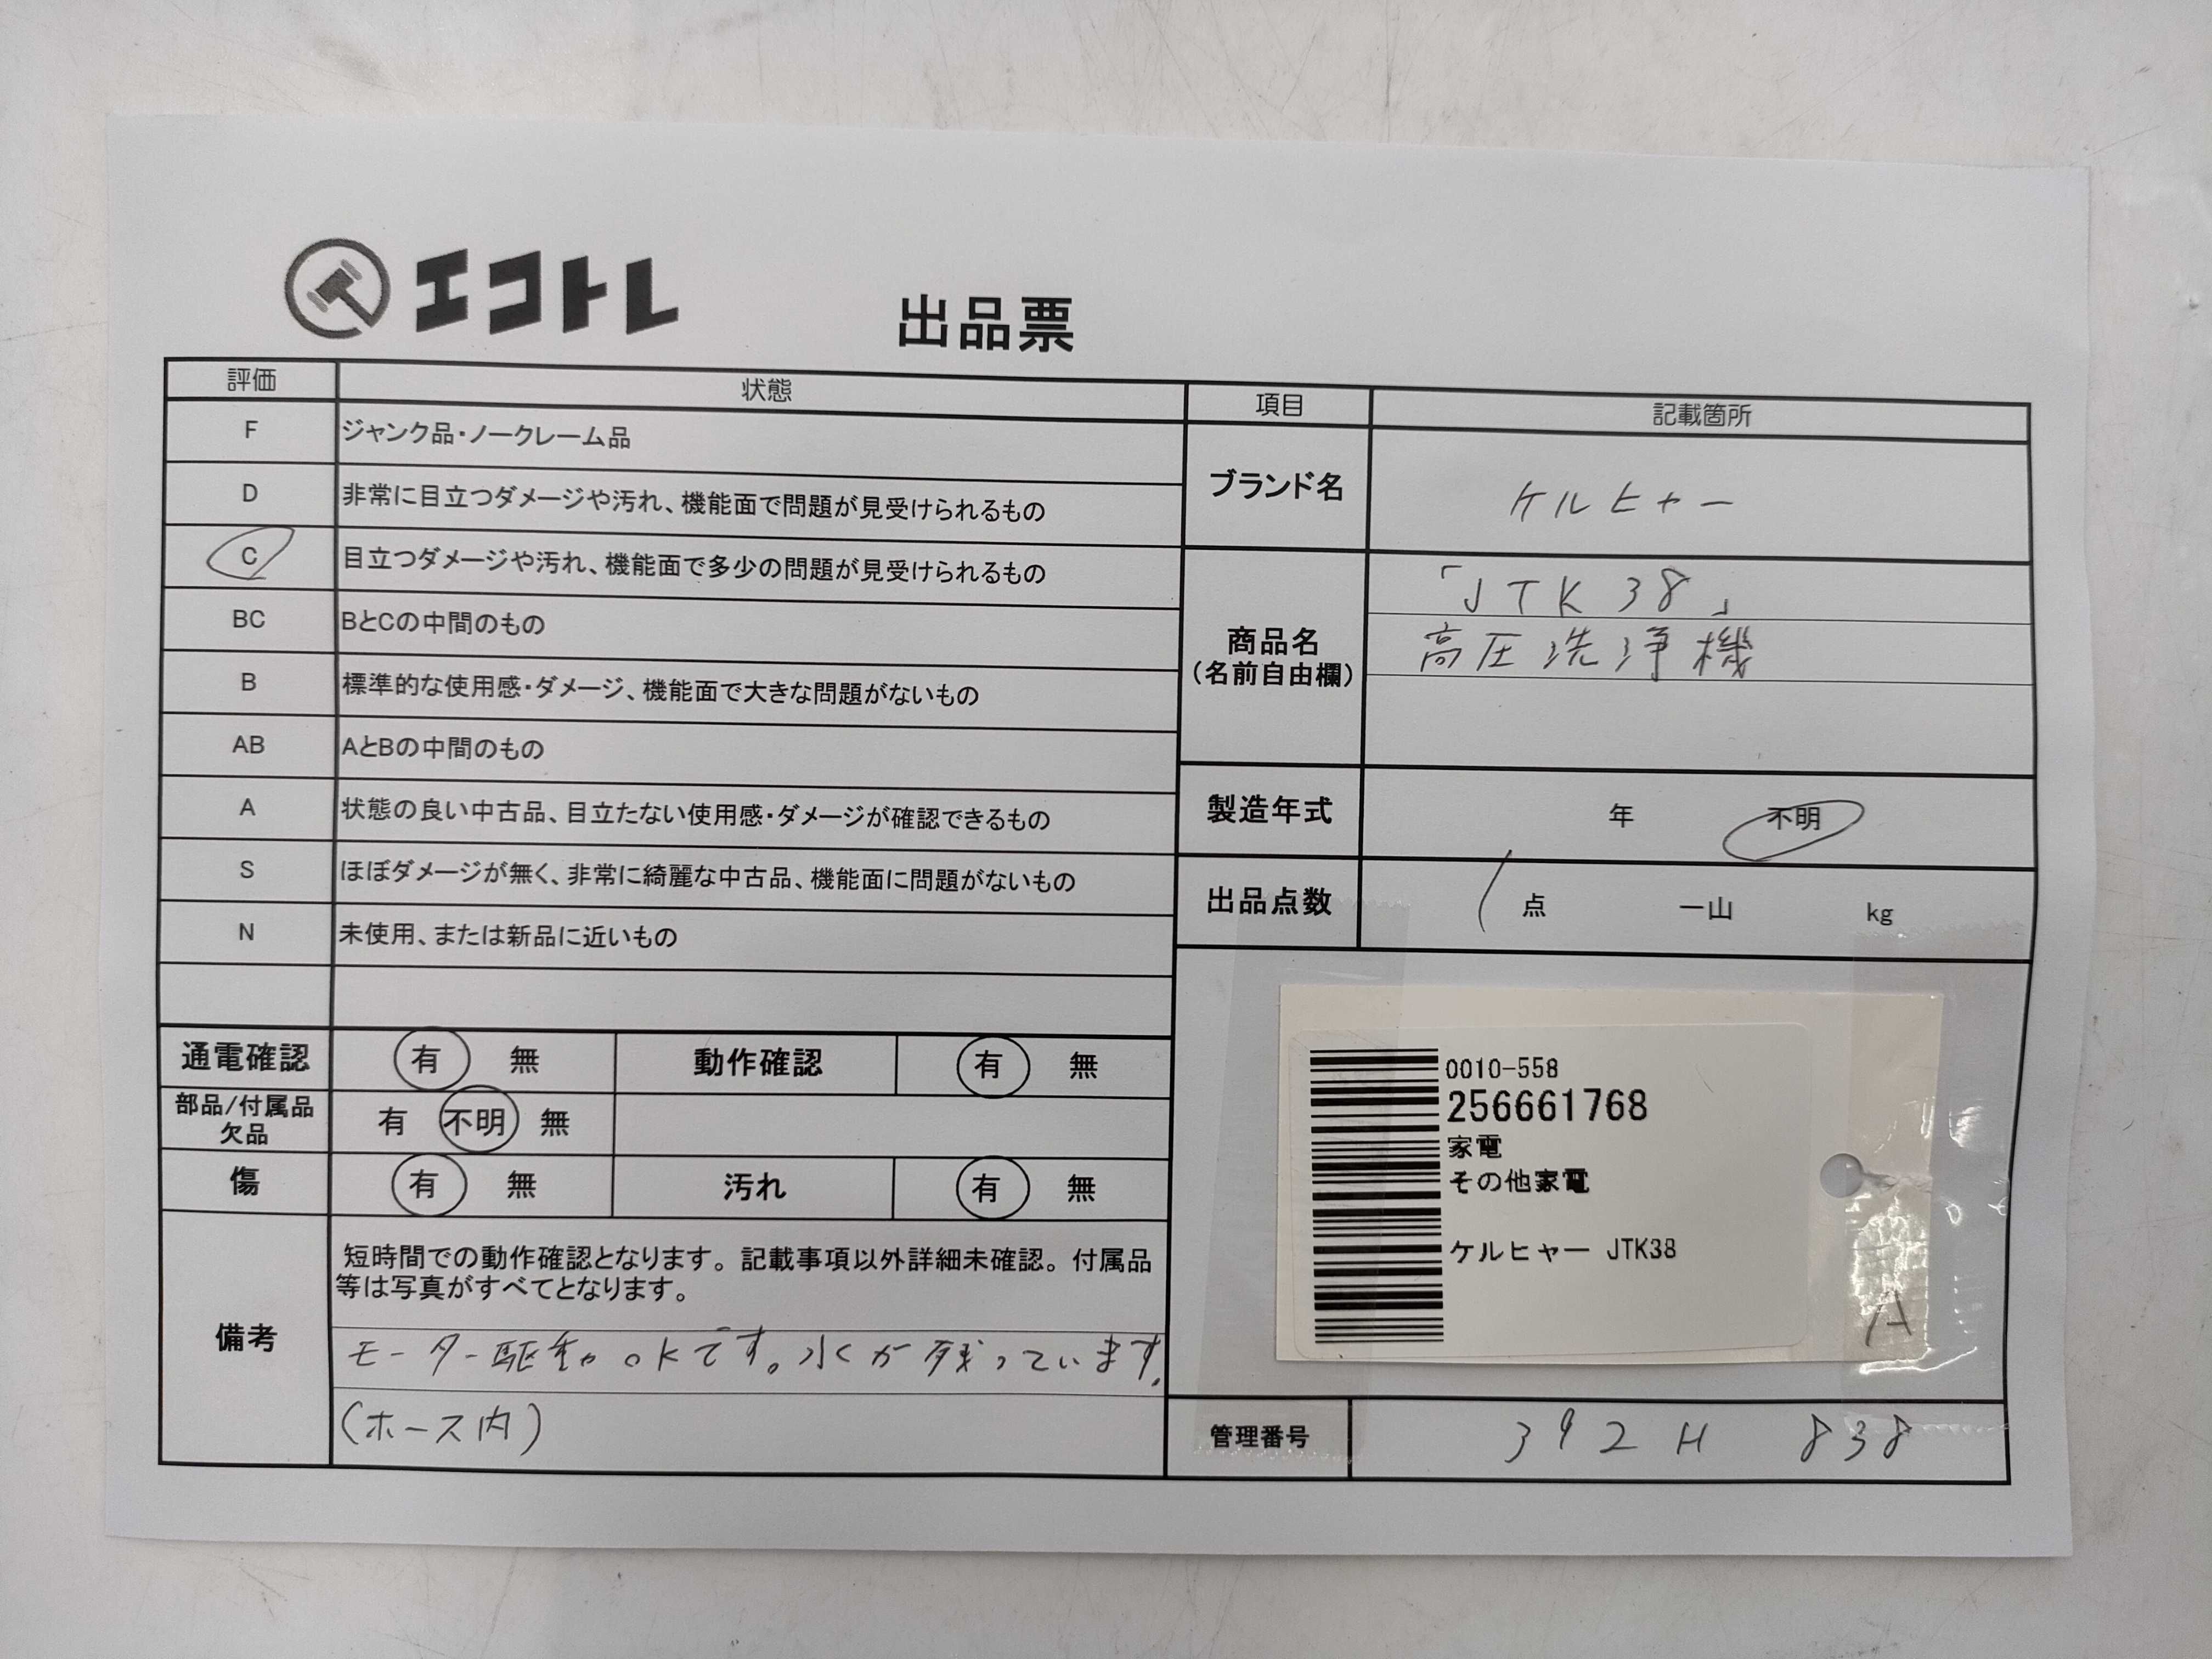 エコトレ
出品票
評価 状態
F ジャンク品・ノークレーム品
D 非常に目立つダメージや汚れ、機能面で問題が見受けられるもの
C 目立つダメージや汚れ、機能面で多少の問題が見受けられるもの
BC BとCの中間のもの
B 標準的な使用感・ダメージ、機能面で大きな問題がないもの
AB AとBの中間のもの
A 状態の良い中古品、目立たない使用感・ダメージが確認できるもの
S ほぼダメージが無く、非常に綺麗な中古品、機能面に問題がないもの
N 未使用、または新品に近いもの
通電確認 有 無 動作確認 有 無
部品/付属品
欠品
有 不明 無
傷 有 無 汚れ 有 無
備考
短時間での動作確認となります。記載事項以外詳細未確認。付属品
等は写真がすべてとなります。
モーター駆動OKです。水が残っています。
(ホース内)
項目 記載箇所
ブランド名 ケルヒャー
商品名
(名前自由欄)
「JTK38」
高圧洗浄機
製造年式 年 不明
出品点数 1点 一山 kg
0010-558
256661768
家電
その他家電
ケルヒャー JTK38
A
管理番号 392H 838